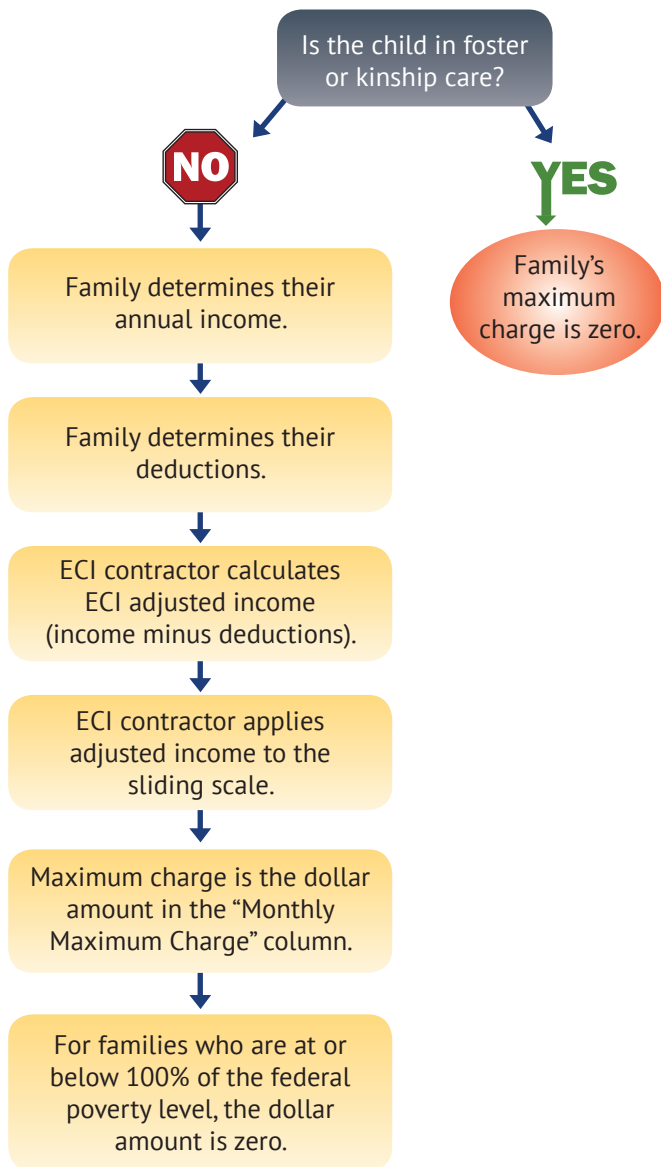 Is the child in foster
or kinship care?
NO
YES
Family's
maximum
charge is zero.
Family determines their
annual income.
Family determines their
deductions.
ECI contractor calculates
ECI adjusted income
(income minus deductions).
ECI contractor applies
adjusted income to the
sliding scale.
Maximum charge is the dollar
amount in the “Monthly
Maximum Charge” column.
For families who are at or
below 100% of the federal
poverty level, the dollar
amount is zero.